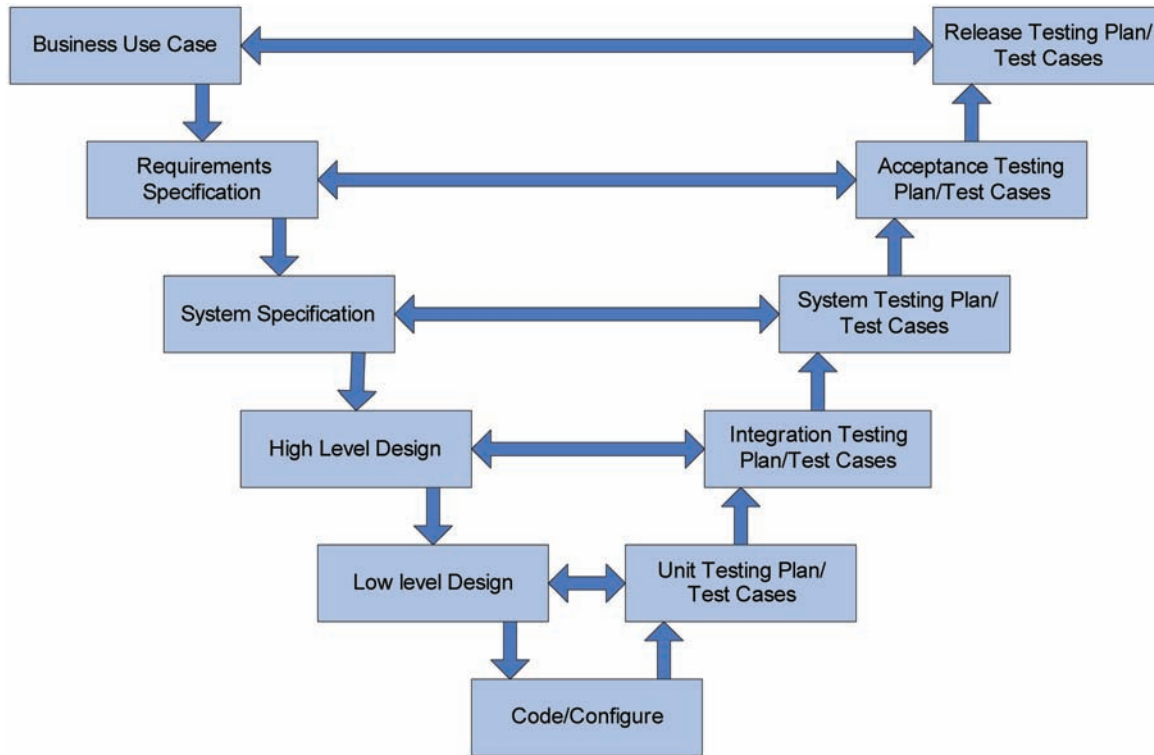 Business Use Case
Release Testing Plan/
Test Cases
Requirements
Specification
Acceptance Testing
Plan/Test Cases
System Specification
System Testing Plan/
Test Cases
High Level Design
Integration Testing
Plan/Test Cases
Low level Design
Unit Testing Plan/
Test Cases
Code/Configure